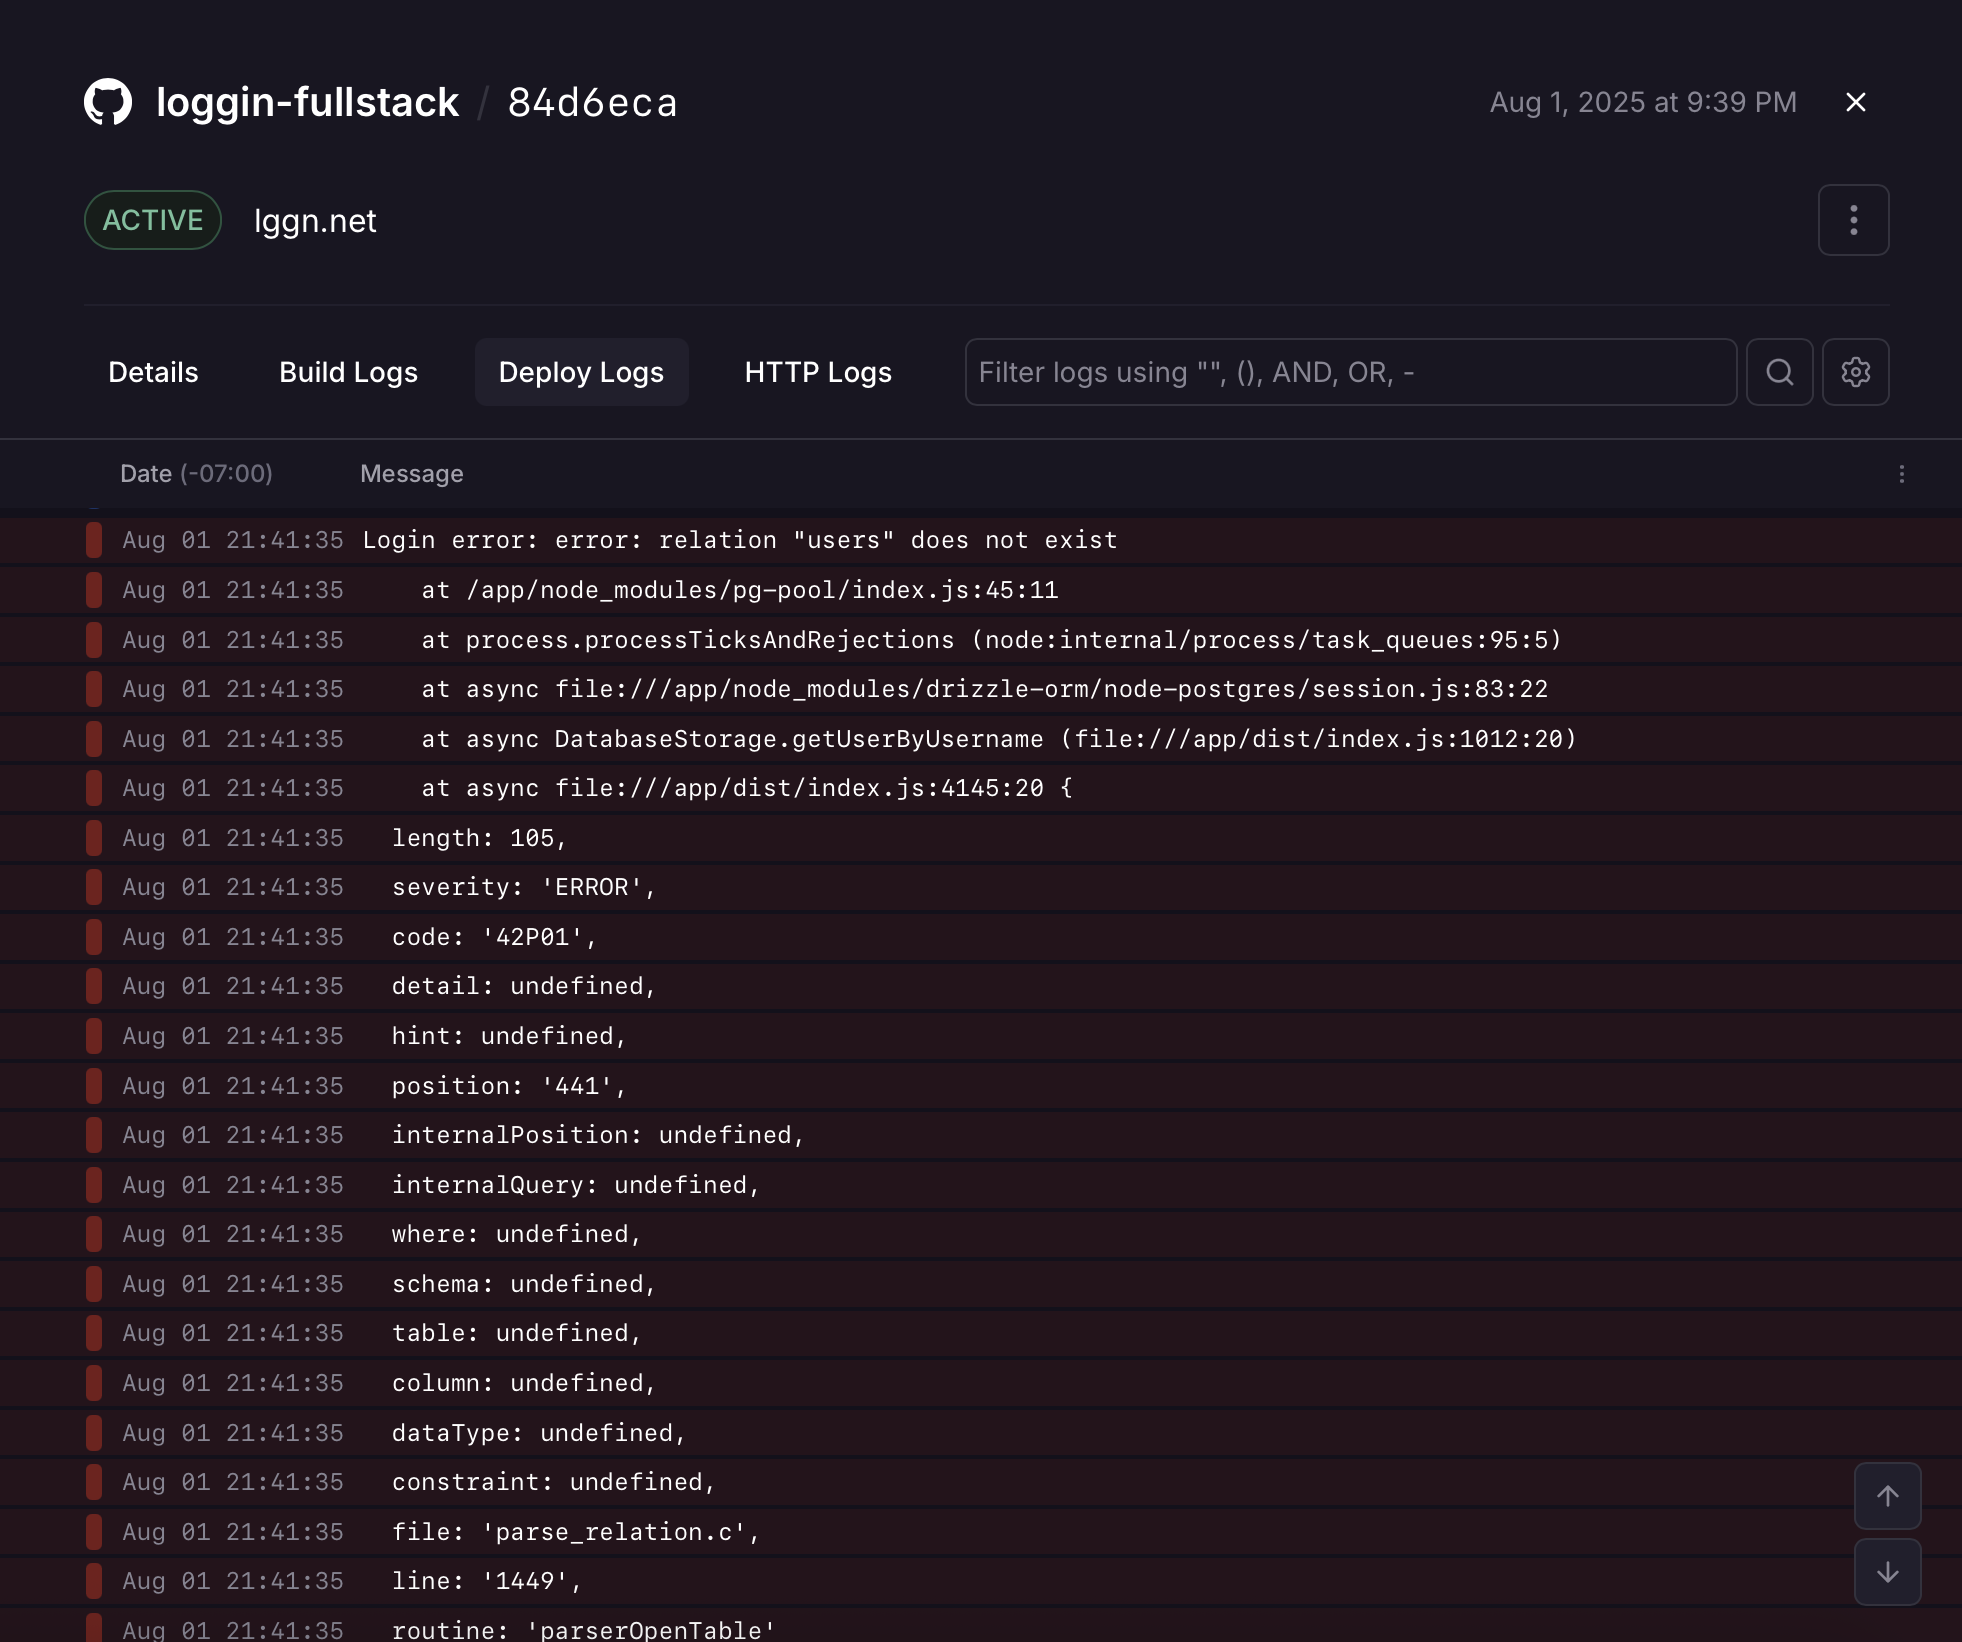 loggin-fullstack / 84d6eca
Aug 1, 2025 at 9:39 PM
ACTIVE
lggn.net
Details
Build Logs
Deploy Logs
HTTP Logs
Filter logs using "", (), AND, OR, -
Date (-07:00) Message
Aug 01 21:41:35 Login error: error: relation "users" does not exist
Aug 01 21:41:35 at /app/node_modules/pg-pool/index.js:45:11
Aug 01 21:41:35 at process.processTicksAndRejections (node:internal/process/task_queues:95:5)
Aug 01 21:41:35 at async file:///app/node_modules/drizzle-orm/node-postgres/session.js:83:22
Aug 01 21:41:35 at async DatabaseStorage.getUserByUsername (file:///app/dist/index.js:1012:20)
Aug 01 21:41:35 at async file:///app/dist/index.js:4145:20 {
Aug 01 21:41:35 length: 105,
Aug 01 21:41:35 severity: 'ERROR',
Aug 01 21:41:35 code: '42P01',
Aug 01 21:41:35 detail: undefined,
Aug 01 21:41:35 hint: undefined,
Aug 01 21:41:35 position: '441',
Aug 01 21:41:35 internalPosition: undefined,
Aug 01 21:41:35 internalQuery: undefined,
Aug 01 21:41:35 where: undefined,
Aug 01 21:41:35 schema: undefined,
Aug 01 21:41:35 table: undefined,
Aug 01 21:41:35 column: undefined,
Aug 01 21:41:35 dataType: undefined,
Aug 01 21:41:35 constraint: undefined,
Aug 01 21:41:35 file: 'parse_relation.c',
Aug 01 21:41:35 line: '1449',
Aug 01 21:41:35 routine: 'parserOpenTable'